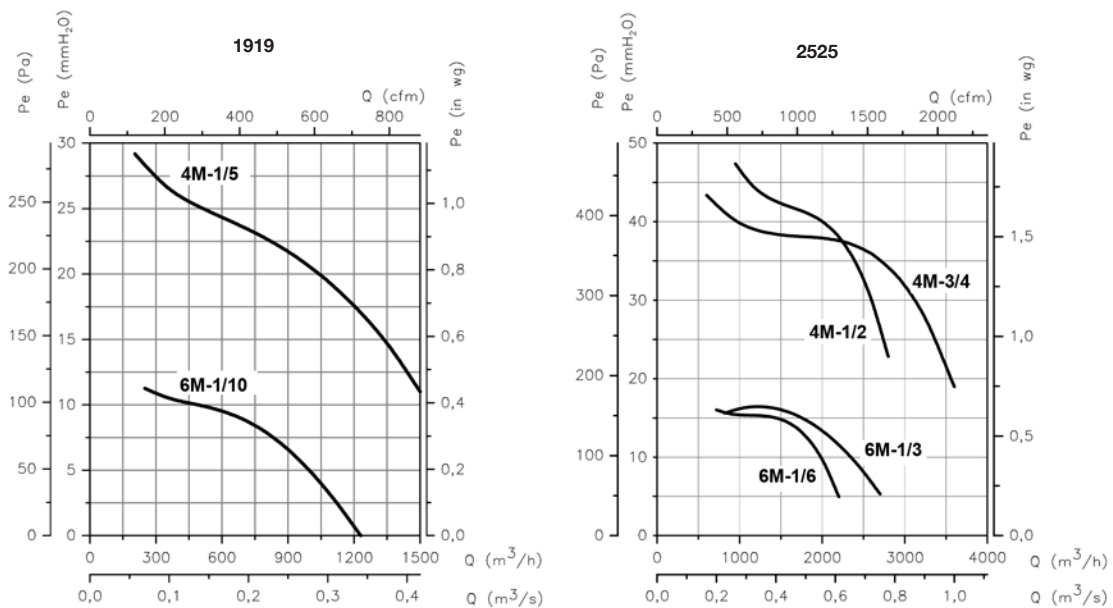 1919
Pe (Pa)
Pe (mmH2O)
Q (cfm)
Pe (in wg)
0 200 400 600 800
30
25
20
15
10
5
0
250
200
150
100
50
0
1,0
0,8
0,6
0,4
0,2
0,0
4M-1/5
6M-1/10
0 300 600 900 1200 1500
Q (m³/h)
0,0 0,1 0,2 0,3 0,4
Q (m³/s)
2525
Pe (Pa)
Pe (mmH2O)
Q (cfm)
Pe (in wg)
0 500 1000 1500 2000
50
40
30
20
10
0
400
300
200
100
0
1,5
1,0
0,5
0,0
4M-3/4
4M-1/2
6M-1/3
6M-1/6
0 1000 2000 3000 4000
Q (m³/h)
0,0 0,2 0,4 0,6 0,8 1,0
Q (m³/s)